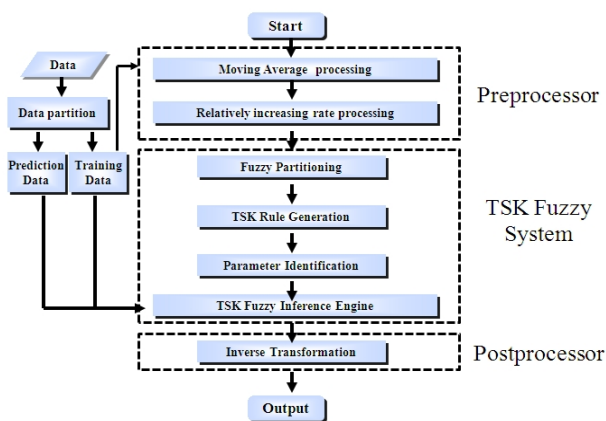 Start
Data
Moving Average processing
Preprocessor
Data partition
Relatively increasing rate processing
Prediction
Data
Training
Data
Fuzzy Partitioning
TSK Rule Generation
TSK Fuzzy
System
Parameter Identification
TSK Fuzzy Inference Engine
Inverse Transformation
Postprocessor
Output